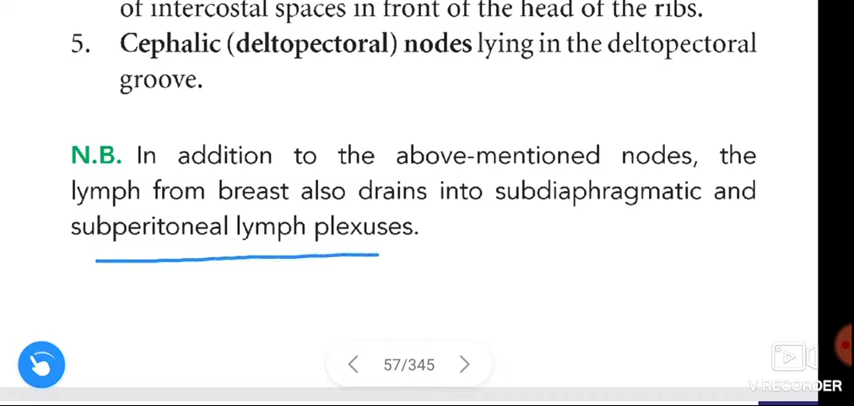 of intercostal spaces in front of the head of the ribs.
5. Cephalic (deltopectoral) nodes lying in the deltopectoral
groove.
N.B. In addition to the above-mentioned nodes, the
lymph from breast also drains into subdiaphragmatic and
subperitoneal lymph plexuses.
57/345
V RECORDER